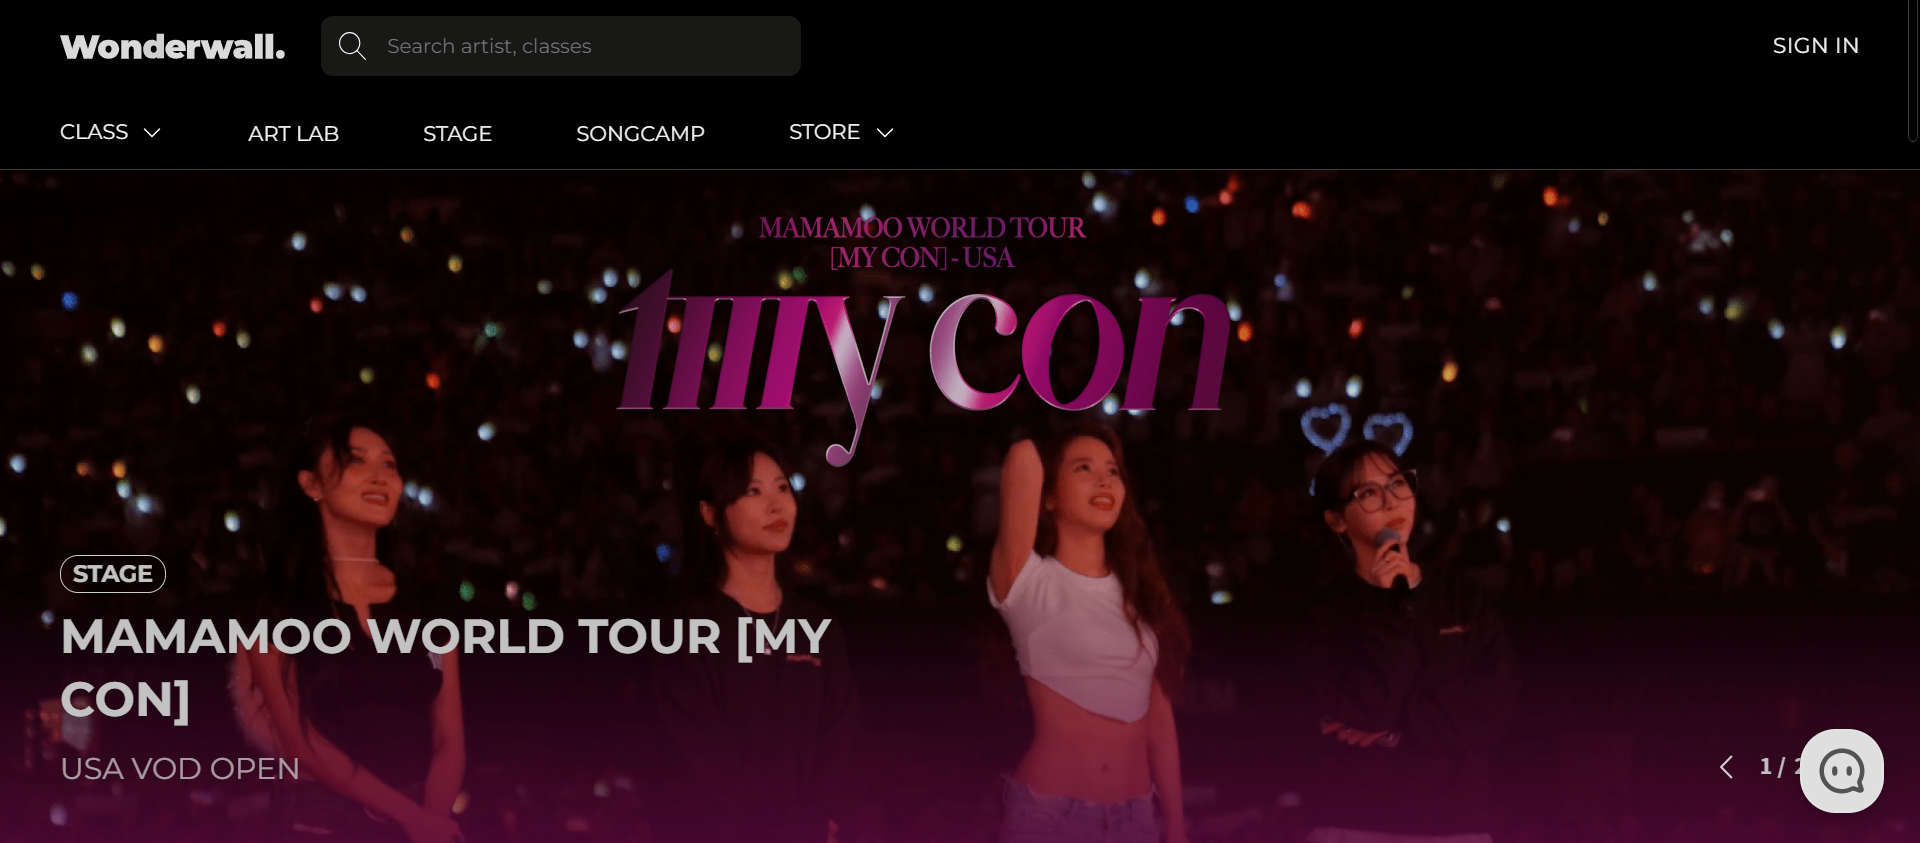 Wonderwall.
Search artist, classes
SIGN IN
CLASS
ART LAB
STAGE
SONGCAMP
STORE
MAMAMOO WORLD TOUR
[MY CON] - USA
my con
STAGE
MAMAMOO WORLD TOUR [MY
CON]
USA VOD OPEN
1 /